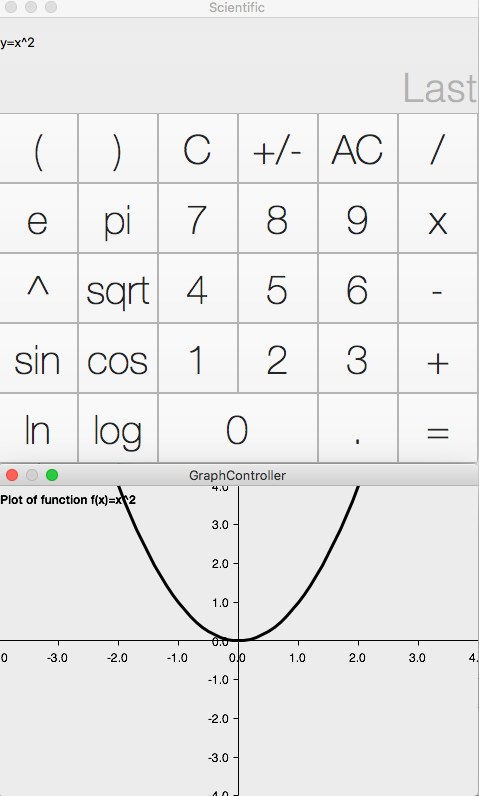 Scientific
y=x^2
Last
( ) C +/- AC /
e pi 7 8 9 x
^ sqrt 4 5 6 -
sin cos 1 2 3 +
ln log 0 . =
GraphController
Plot of function f(x)=x^2
4.0
3.0
2.0
1.0
0.0
0 -3.0 -2.0 -1.0 0.0 1.0 2.0 3.0 4.
-1.0
-2.0
-3.0
-4.0